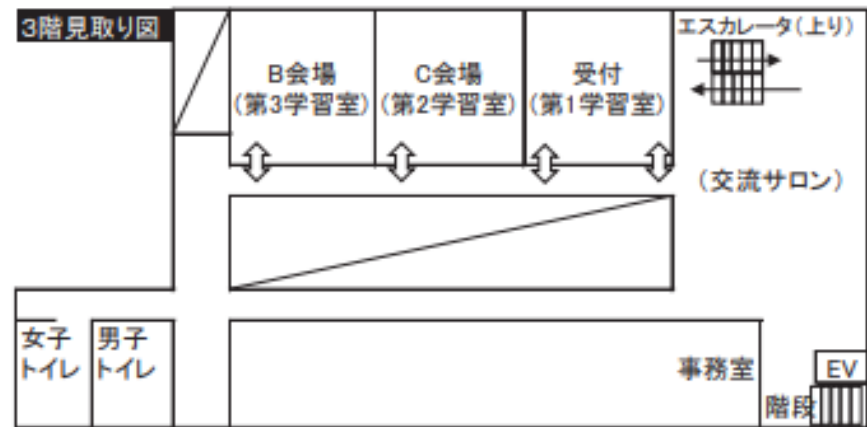 3階見取り図
エスカレータ(上り)
B会場
(第3学習室)
C会場
(第2学習室)
受付
(第1学習室)
(交流サロン)
女子
トイレ
男子
トイレ
事務室
EV
階段